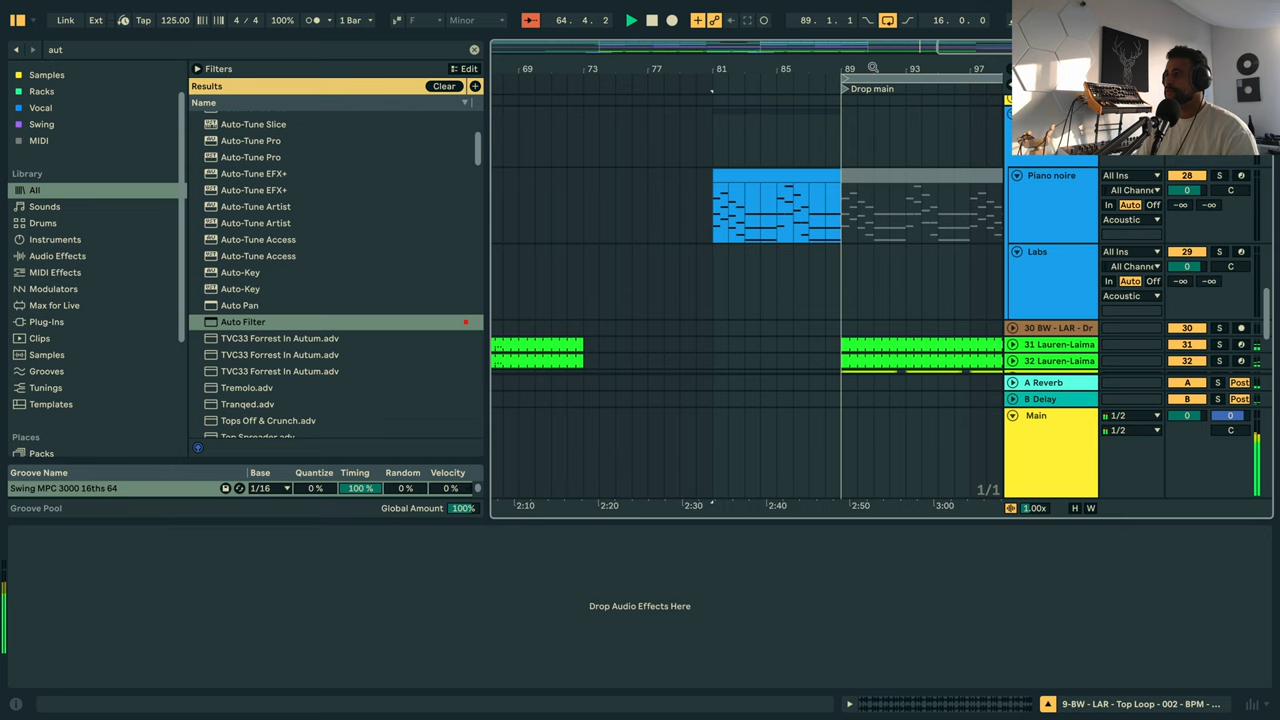 Link Ext Tap 125.00 4 / 4 100% 1 Bar F Minor 64. 4. 2 89. 1. 1 16. 0. 0
aut
Samples
Racks
Vocal
Swing
MIDI
Library
All
Sounds
Drums
Instruments
Audio Effects
MIDI Effects
Modulators
Max for Live
Plug-Ins
Clips
Samples
Grooves
Tunings
Templates
Places
Packs
Filters Edit
Results Clear
Name
Auto-Tune Slice
Auto-Tune Pro
Auto-Tune Pro
Auto-Tune EFX+
Auto-Tune EFX+
Auto-Tune Artist
Auto-Tune Artist
Auto-Tune Access
Auto-Tune Access
Auto-Key
Auto-Key
Auto Pan
Auto Filter
TVC33 Forrest In Autum.adv
TVC33 Forrest In Autum.adv
TVC33 Forrest In Autum.adv
Tremolo.adv
Tranqed.adv
Tops Off & Crunch.adv
Top Spreader.adv
Groove Name Base Quantize Timing Random Velocity
Swing MPC 3000 16ths 64 1/16 0 % 100 % 0 % 0 %
Groove Pool Global Amount 100%
69 73 77 81 85 89 93 97
Drop main
Piano noire All Ins 28 S
All Channe 0 C
In Auto Off -∞ -∞
Acoustic
Labs All Ins 29 S
All Channe 0 C
In Auto Off -∞ -∞
Acoustic
30 BW - LAR - Dr 30 S
31 Lauren-Laima 31 S
32 Lauren-Laima 32 S
A Reverb A S Post
B Delay B S Post
Main 1/2 0 0
1/2 C
1/1
2:10 2:20 2:30 2:40 2:50 3:00 1.00x H W
Drop Audio Effects Here
9-BW - LAR - Top Loop - 002 - BPM - ...